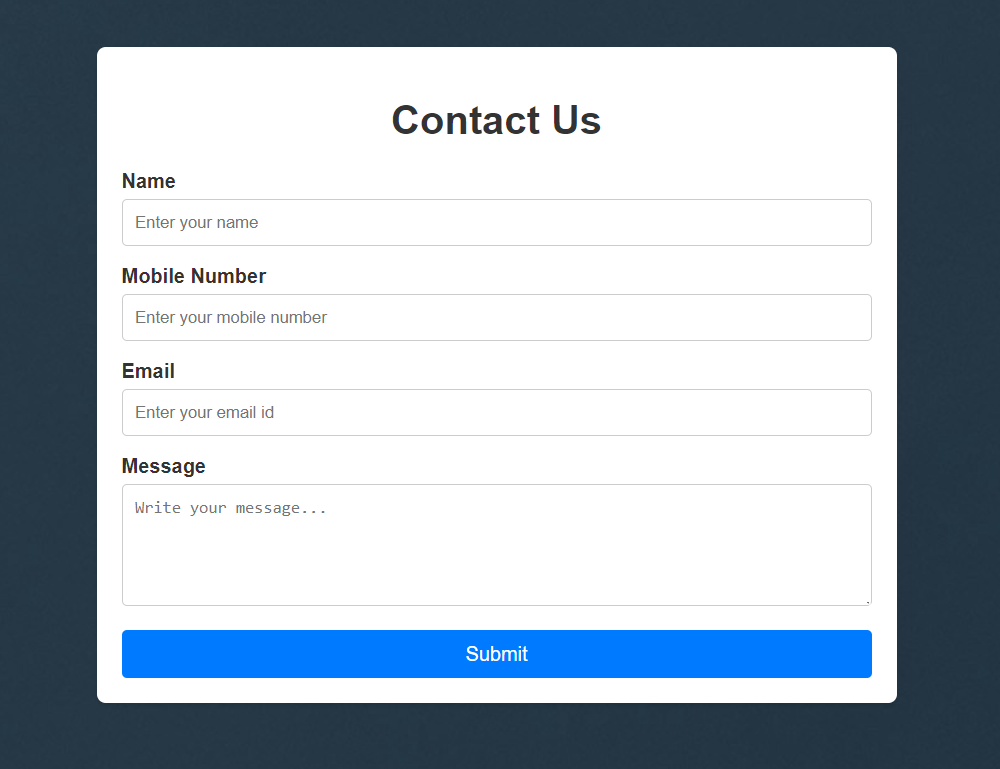 Contact Us
Name
Enter your name
Mobile Number
Enter your mobile number
Email
Enter your email id
Message
Write your message...
Submit